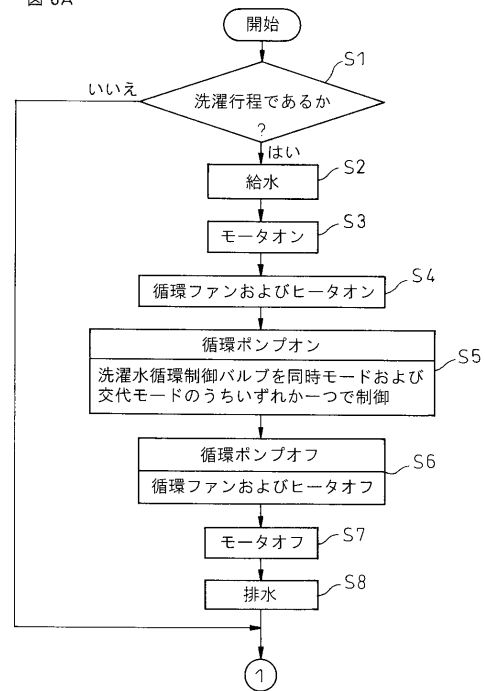 開始
S1
いいえ
洗濯行程であるか
?
はい
S2
給水
S3
モータオン
S4
循環ファンおよびヒータオン
循環ポンプオン
S5
洗濯水循環制御バルブを同時モードおよび
交代モードのうちいずれか一つで制御
循環ポンプオフ
S6
循環ファンおよびヒータオフ
S7
モータオフ
S8
排水
1